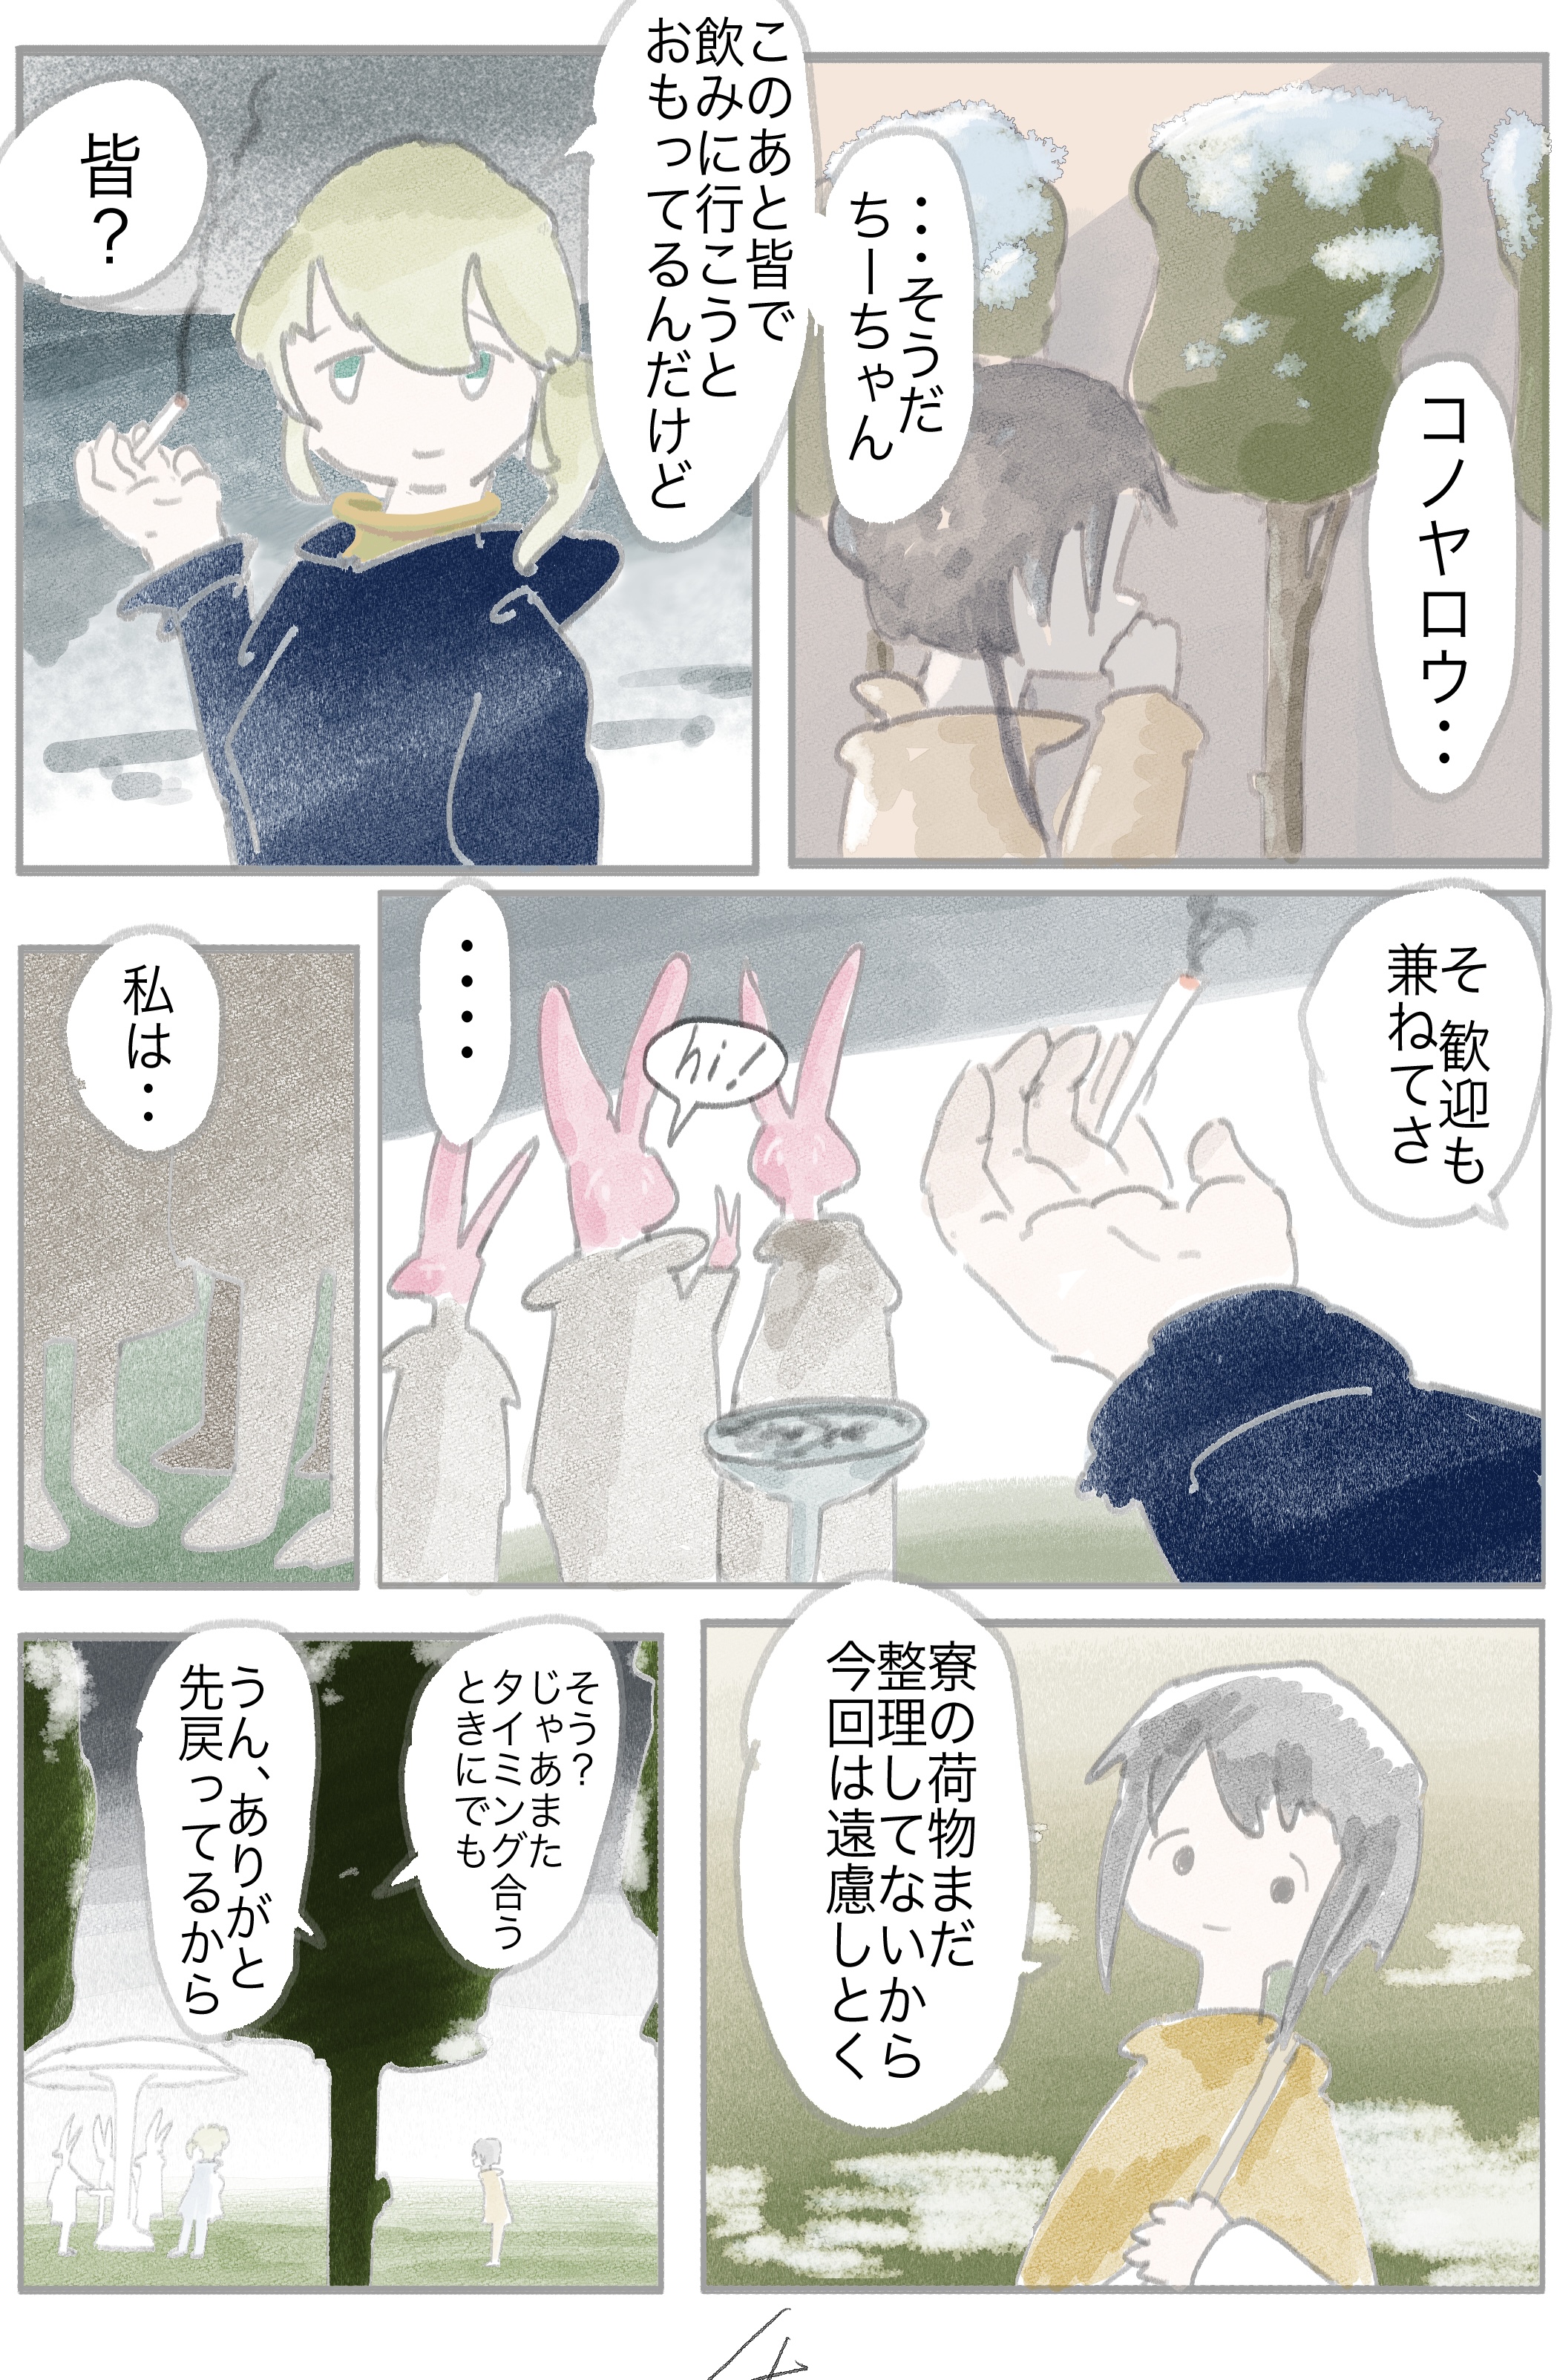 コノヤロウ‥
‥‥そうだ
ちーちゃん
このあと皆で
飲みに行こうと
おもってるんだけど
皆?
そ 歓迎も
兼ねてさ
hi!
‥‥
私は‥
寮の荷物まだ
整理してないから
今回は遠慮しとく
そう?
じゃあまた
タイミング合う
ときにでも
うん、ありがと
先戻ってるから